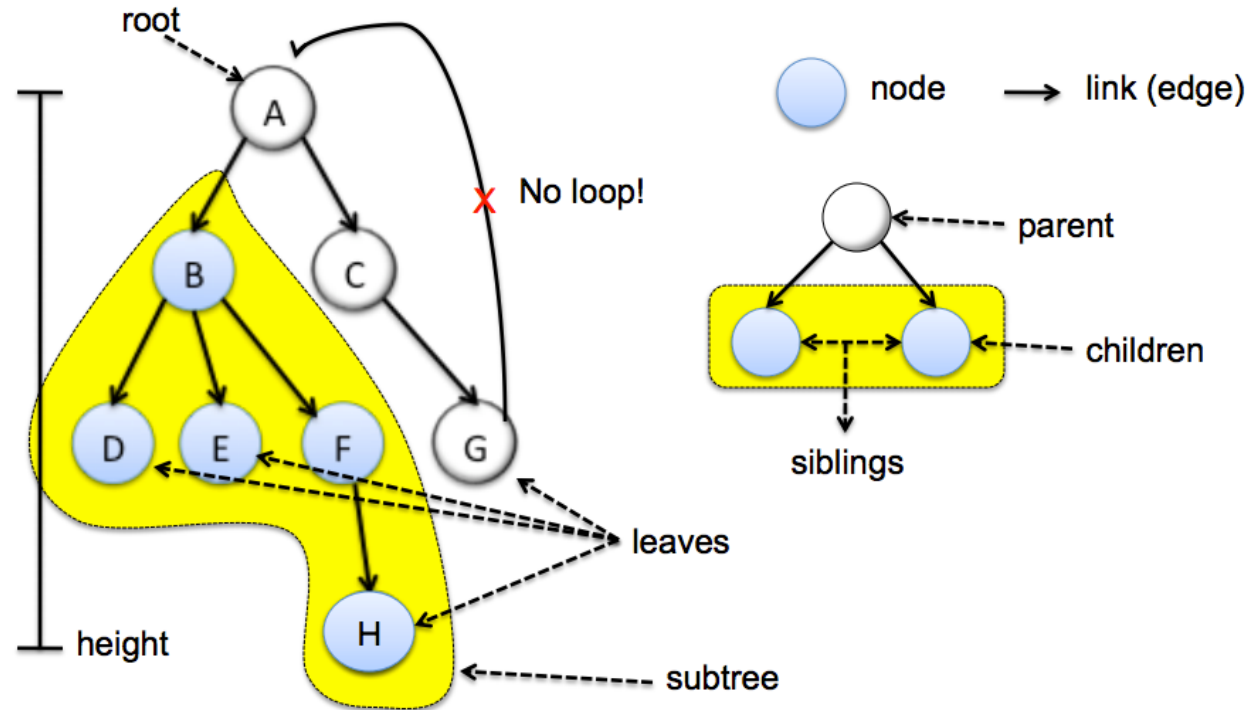 root
A
node
link (edge)
No loop!
parent
B
C
children
D
E
F
G
siblings
leaves
H
height
subtree